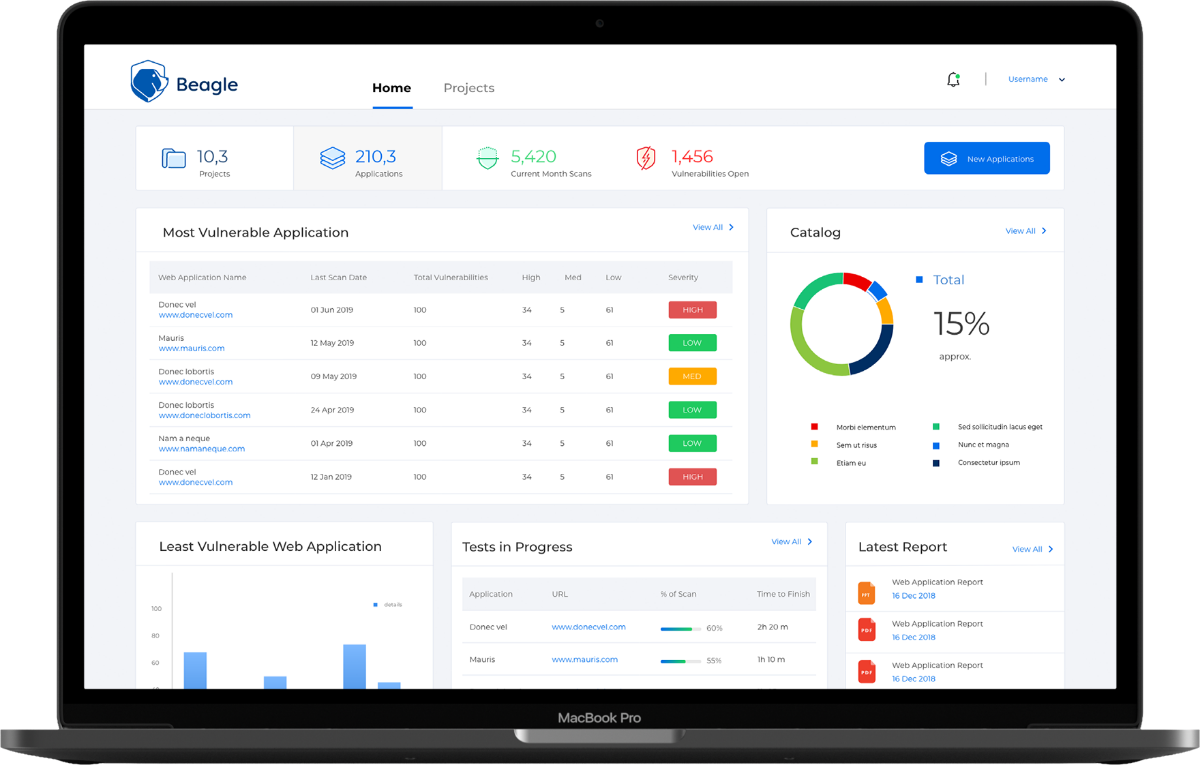 Beagle
Home
Projects
Username
10,3
Projects
210,3
Applications
5,420
Current Month Scans
1,456
Vulnerabilities Open
New Applications
Most Vulnerable Application
View All
Web Application Name Last Scan Date Total Vulnerabilities High Med Low Severity
Donec vel
www.donecvel.com
01 Jun 2019 100 34 5 61 HIGH
Mauris
www.mauris.com
12 May 2019 100 34 5 61 LOW
Donec lobortis
www.donecvel.com
09 May 2019 100 34 5 61 MED
Donec lobortis
www.doneclobortis.com
24 Apr 2019 100 34 5 61 LOW
Nam a neque
www.namaneque.com
01 Apr 2019 100 34 5 61 LOW
Donec vel
www.donecvel.com
12 Jan 2019 100 34 5 61 HIGH
Catalog
View All
Total
15%
approx.
Morbi elementum
Sem ut risus
Etiam eu
Sed sollicitudin lacus eget
Nunc et magna
Consectetur ipsum
Least Vulnerable Web Application
details
100
80
60
Tests in Progress
View All
Application URL % of Scan Time to Finish
Donec vel www.donecvel.com 60% 2h 20 m
Mauris www.mauris.com 55% 1h 10 m
Latest Report
View All
Web Application Report
16 Dec 2018
Web Application Report
PDF
16 Dec 2018
Web Application Report
PDF
16 Dec 2018
MacBook Pro